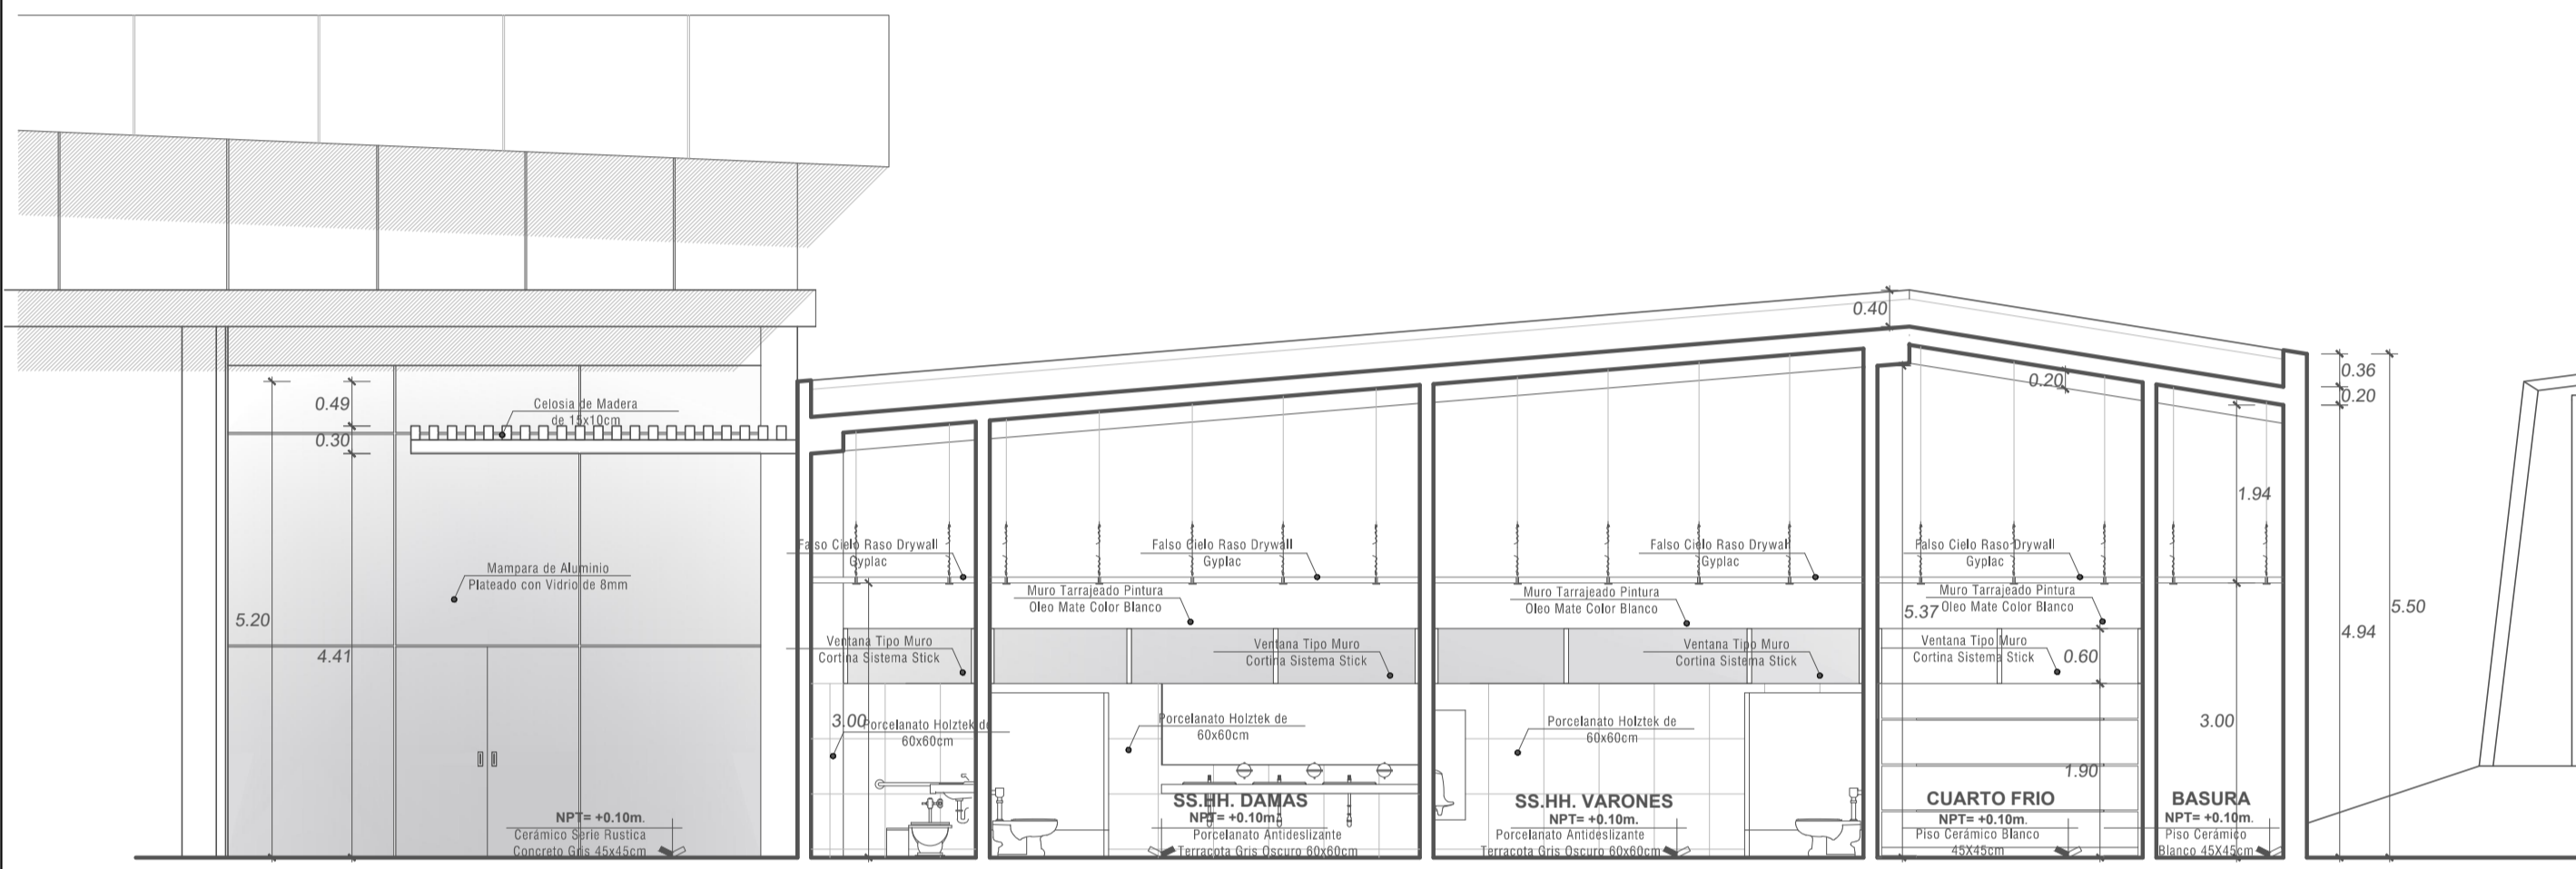 0.40
0.36
0.20
0.20
0.49
0.30
Celosia de Madera
de 15x10cm
1.94
Falso Cielo Raso Drywall
Gyplac
Falso Cielo Raso Drywall
Gyplac
Falso Cielo Raso Drywall
Gyplac
Falso Cielo Raso Drywall
Gyplac
Mampara de Aluminio
Plateado con Vidrio de 8mm
Muro Tarrajeado Pintura
Oleo Mate Color Blanco
Muro Tarrajeado Pintura
Oleo Mate Color Blanco
Muro Tarrajeado Pintura
Oleo Mate Color Blanco
5.20
5.37
5.50
4.94
4.41
Ventana Tipo Muro
Cortina Sistema Stick
Ventana Tipo Muro
Cortina Sistema Stick
Ventana Tipo Muro
Cortina Sistema Stick
Ventana Tipo Muro
Cortina Sistema Stick
0.60
3.00
Porcelanato Holztek de
60x60cm
Porcelanato Holztek de
60x60cm
Porcelanato Holztek de
60x60cm
3.00
1.90
NPT= +0.10m.
Cerámico Serie Rustica
Concreto Gris 45x45cm
SS.HH. DAMAS
NPT= +0.10m.
Porcelanato Antideslizante
Terracota Gris Oscuro 60x60cm
SS.HH. VARONES
NPT= +0.10m.
Porcelanato Antideslizante
Terracota Gris Oscuro 60x60cm
CUARTO FRIO
NPT= +0.10m.
Piso Cerámico Blanco
45X45cm
BASURA
NPT= +0.10m.
Piso Cerámico
Blanco 45X45cm